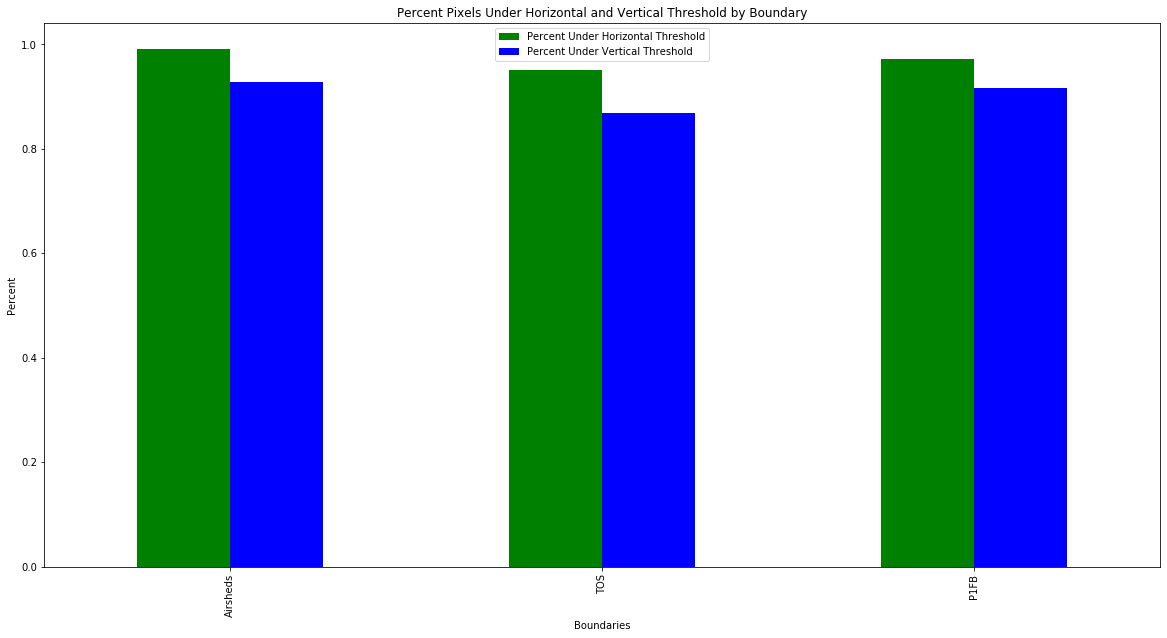 Percent Pixels Under Horizontal and Vertical Threshold by Boundary
Percent Under Horizontal Threshold
Percent Under Vertical Threshold
1.0
0.8
0.6
0.4
0.2
0.0
Percent
Airsheds
TOS
P1FB
Boundaries